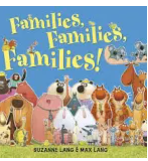 Families,
Families,
Families!
SUZANNE LANG & MAX LANG